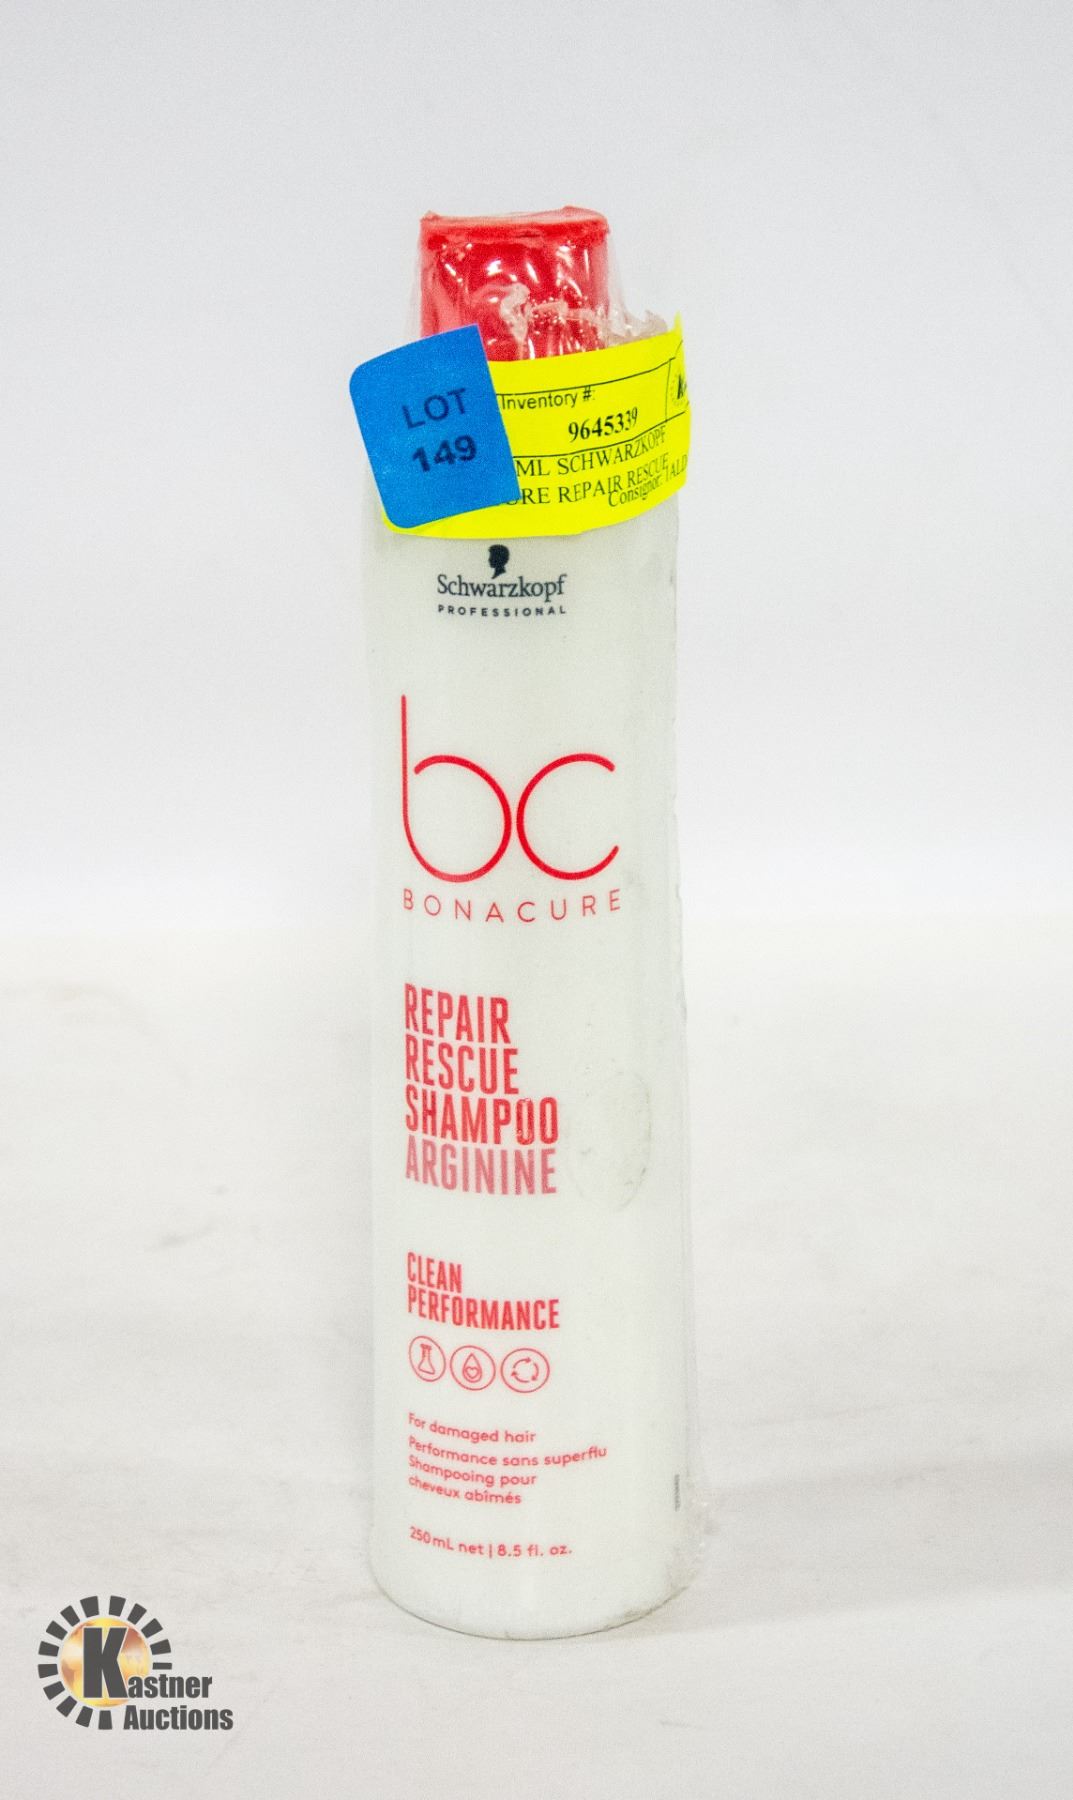 LOT
149
Inventory #:
9645339
ML SCHWARZKOPF
REPAIR RESCUE
Consignor:
Schwarzkopf
PROFESSIONAL
bc
BONACURE
REPAIR
RESCUE
SHAMPOO
ARGININE
CLEAN
PERFORMANCE
For damaged hair
Performance sans superflu
Shampooing pour
cheveux abîmés
250mL net | 8.5 fl. oz.
Kastner
Auctions